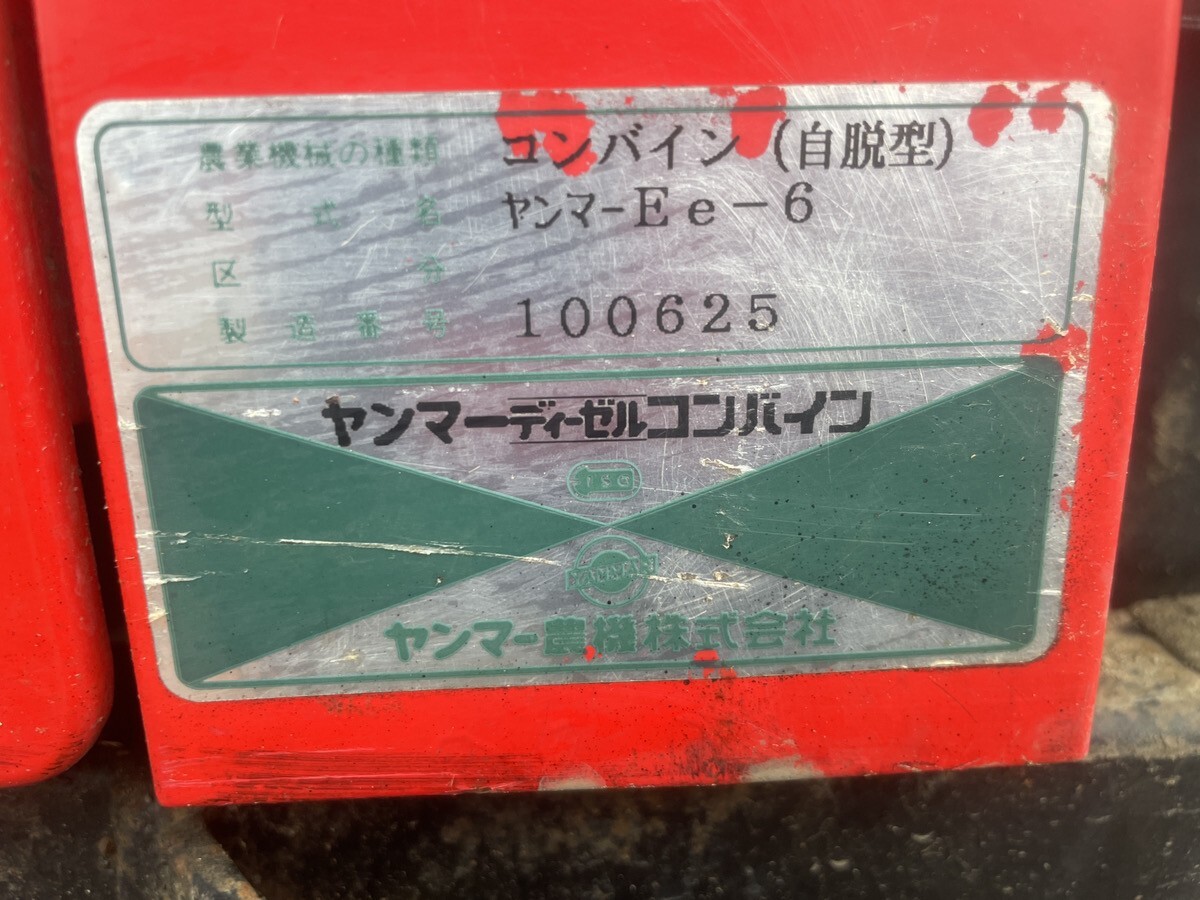 農業機械の種類 コンバイン(自脱型)
型式名 ヤンマーEe-6
区分
製造番号 100625
ヤンマーディーゼルコンバイン
YANMAR
ヤンマー農機株式会社